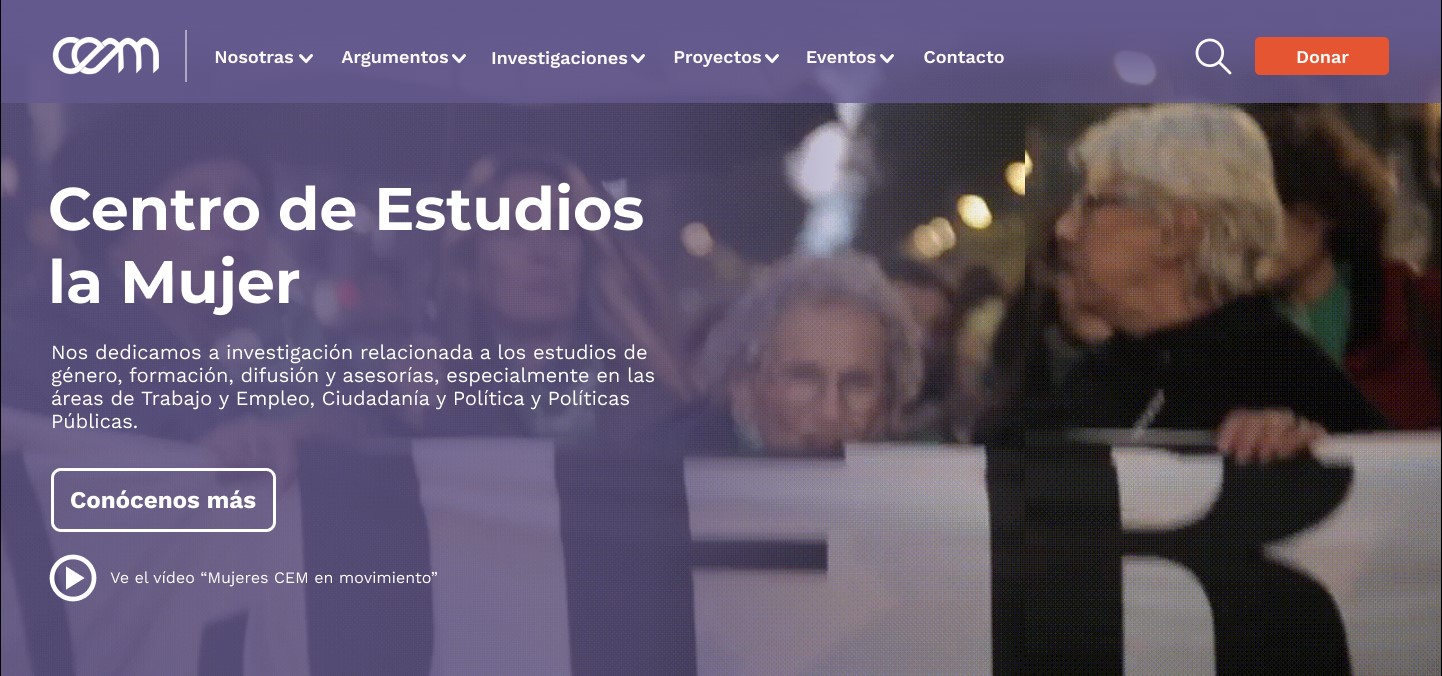 cem
Nosotras
Argumentos
Investigaciones
Proyectos
Eventos
Contacto
Donar
Centro de Estudios
la Mujer
Nos dedicamos a investigación relacionada a los estudios de
género, formación, difusión y asesorías, especialmente en las
áreas de Trabajo y Empleo, Ciudadanía y Política y Políticas
Públicas.
Conócenos más
Ve el vídeo “Mujeres CEM en movimiento”